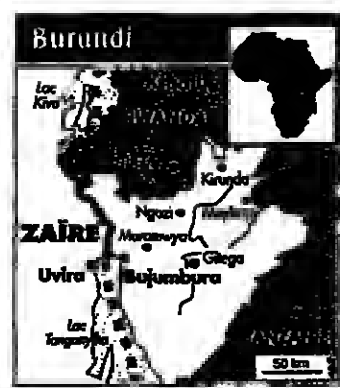 Burundi
Lac
Kivu
RWANDA
Kirundo
Ngozi
ZAÏRE
Muramvya
Gitega
Uvira
Bujumbura
Lac
Tanganyika
50 km